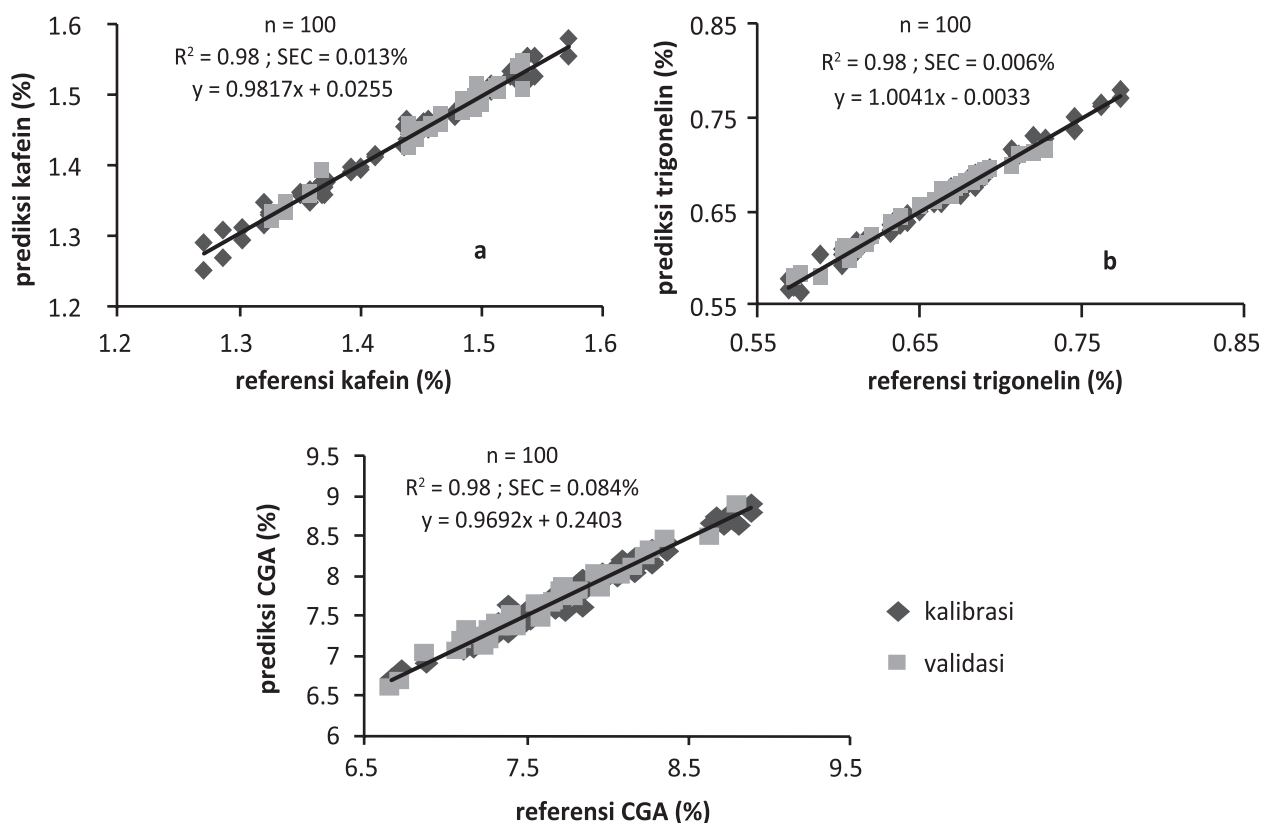 n = 100
R² = 0.98 ; SEC = 0.013%
y = 0.9817x + 0.0255
prediksi kafein (%)
1.6
1.5
1.4
1.3
1.2
a
1.2 1.3 1.4 1.5 1.6
referensi kafein (%)
n = 100
R² = 0.98 ; SEC = 0.006%
y = 1.0041x - 0.0033
prediksi trigonelin (%)
0.85
0.75
0.65
0.55
b
0.55 0.65 0.75 0.85
referensi trigonelin (%)
n = 100
R² = 0.98 ; SEC = 0.084%
y = 0.9692x + 0.2403
prediksi CGA (%)
9.5
9
8.5
8
7.5
7
6.5
6
6.5 7.5 8.5 9.5
referensi CGA (%)
kalibrasi
validasi